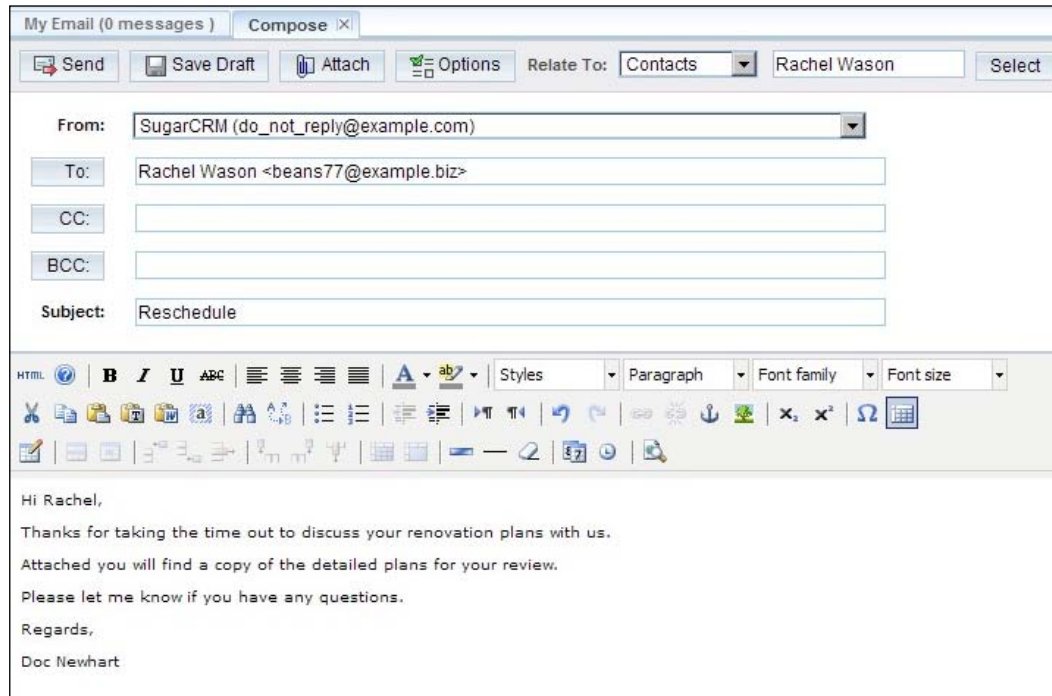 My Email (0 messages ) Compose
Send Save Draft Attach Options Relate To: Contacts Rachel Wason Select
From: SugarCRM (do_not_reply@example.com)
To: Rachel Wason <beans77@example.biz>
CC:
BCC:
Subject: Reschedule
HTML B I U ABC A ab Styles Paragraph Font family Font size
Hi Rachel,
Thanks for taking the time out to discuss your renovation plans with us.
Attached you will find a copy of the detailed plans for your review.
Please let me know if you have any questions.
Regards,
Doc Newhart